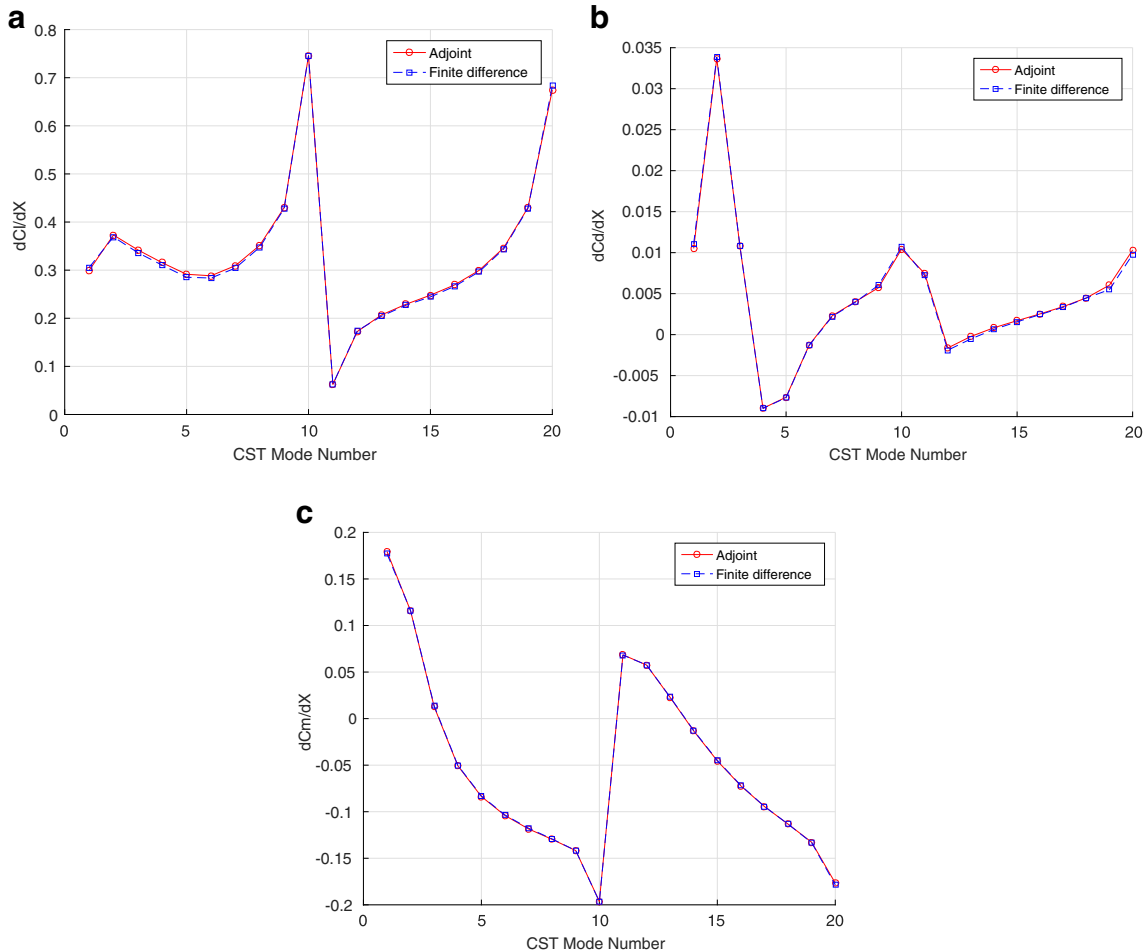 a
0.8
0.7
0.6
0.5
0.4
0.3
0.2
0.1
0
dCl/dX
Adjoint
Finite difference
0 5 10 15 20
CST Mode Number
b
0.035
0.03
0.025
0.02
0.015
0.01
0.005
0
-0.005
-0.01
dCd/dX
Adjoint
Finite difference
0 5 10 15 20
CST Mode Number
c
0.2
0.15
0.1
0.05
0
-0.05
-0.1
-0.15
-0.2
dCm/dX
Adjoint
Finite difference
0 5 10 15 20
CST Mode Number